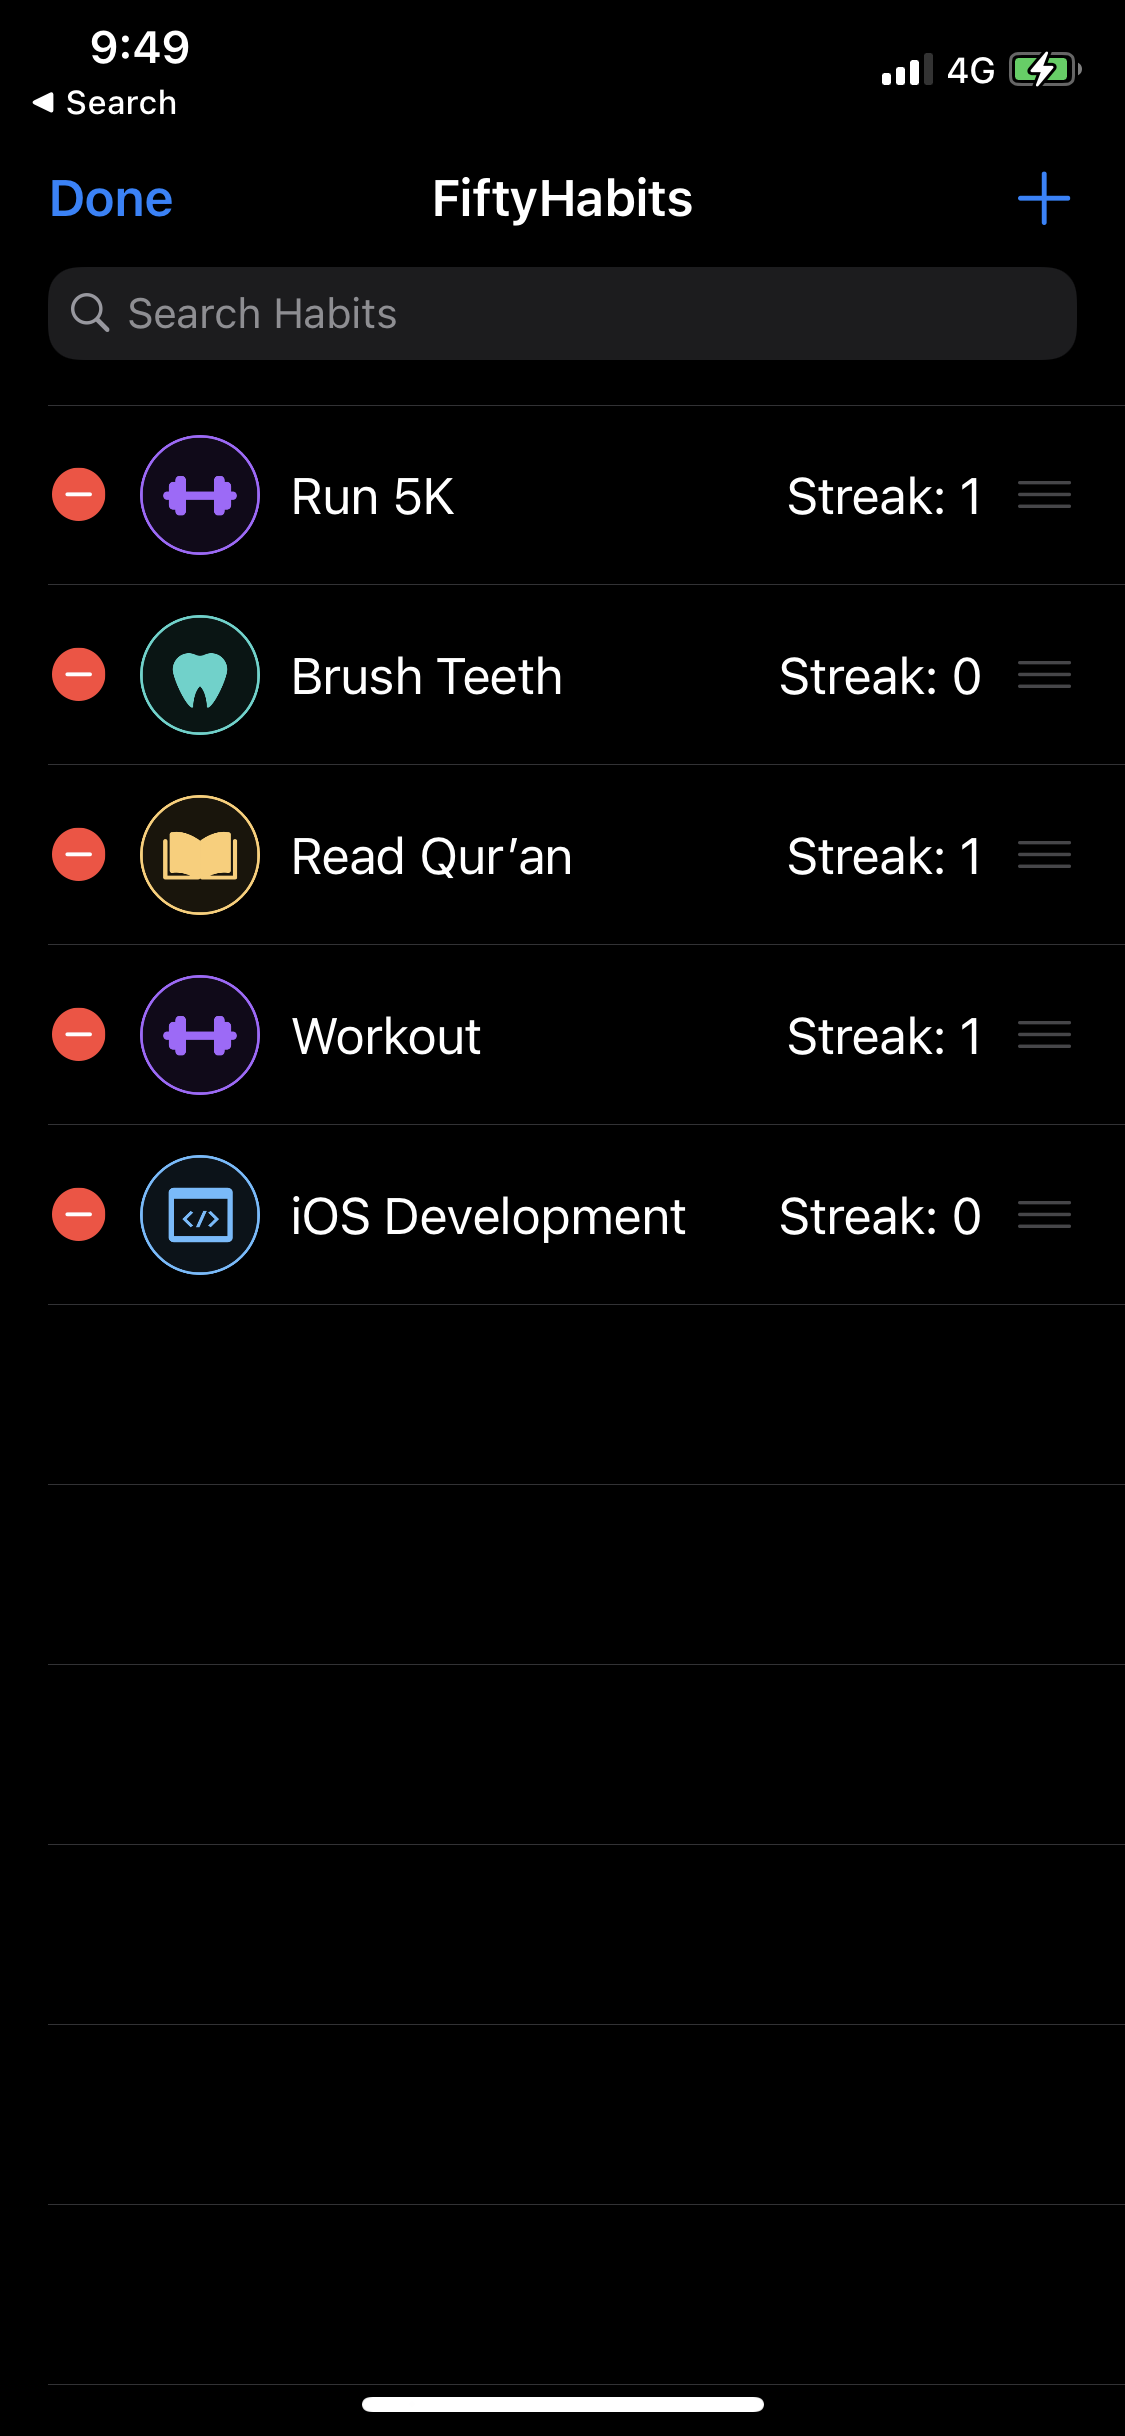 9:49
4G
Search
Done
FiftyHabits
Search Habits
Run 5K Streak: 1
Brush Teeth Streak: 0
Read Qur’an Streak: 1
Workout Streak: 1
</> iOS Development Streak: 0